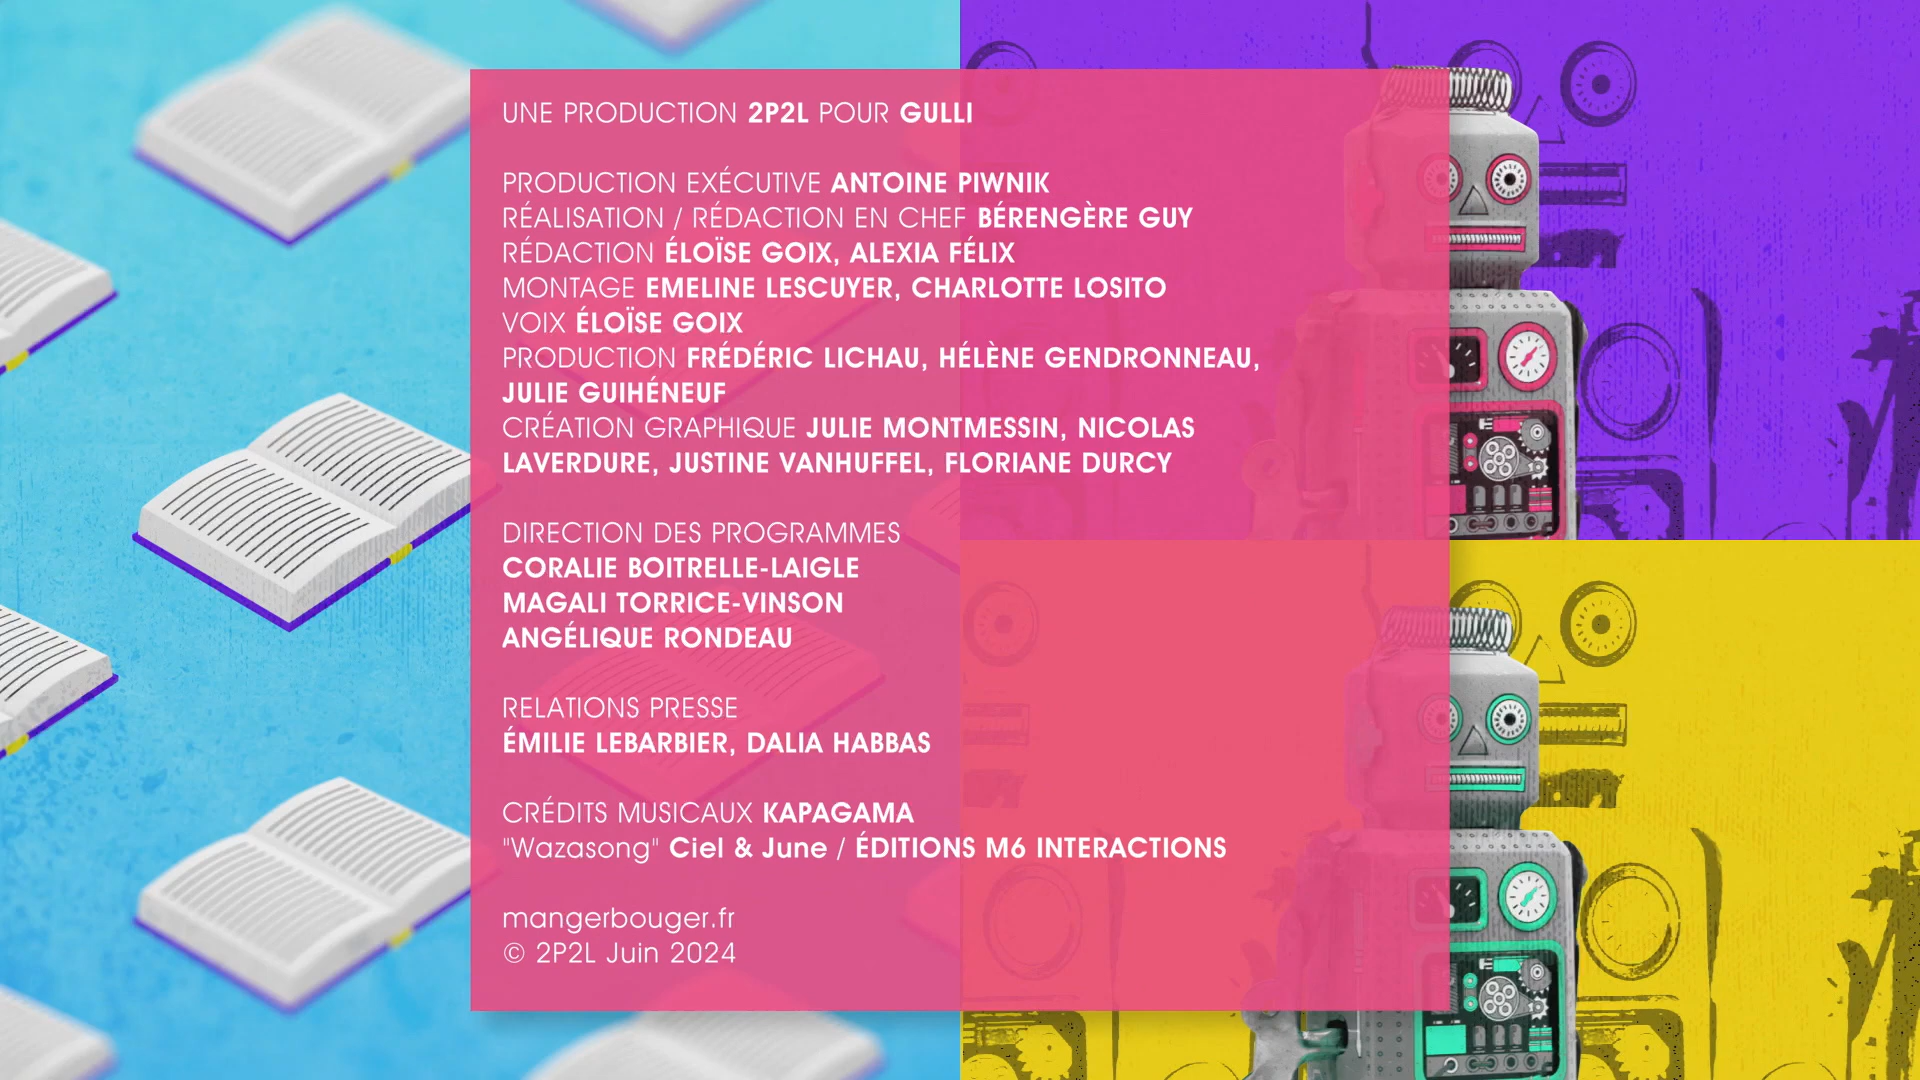 UNE PRODUCTION 2P2L POUR GULLI
PRODUCTION EXÉCUTIVE ANTOINE PIWNIK
RÉALISATION / RÉDACTION EN CHEF BÉRENGÈRE GUY
RÉDACTION ÉLOÏSE GOIX, ALEXIA FÉLIX
MONTAGE EMELINE LESCUYER, CHARLOTTE LOSITO
VOIX ÉLOÏSE GOIX
PRODUCTION FRÉDÉRIC LICHAU, HÉLÈNE GENDRONNEAU,
JULIE GUIHÉNEUF
CRÉATION GRAPHIQUE JULIE MONTMESSIN, NICOLAS
LAVERDURE, JUSTINE VANHUFFEL, FLORIANE DURCY
DIRECTION DES PROGRAMMES
CORALIE BOITRELLE-LAIGLE
MAGALI TORRICE-VINSON
ANGÉLIQUE RONDEAU
RELATIONS PRESSE
ÉMILIE LEBARBIER, DALIA HABBAS
CRÉDITS MUSICAUX KAPAGAMA
"Wazasong" Ciel & June / ÉDITIONS M6 INTERACTIONS
mangerbouger.fr
© 2P2L Juin 2024